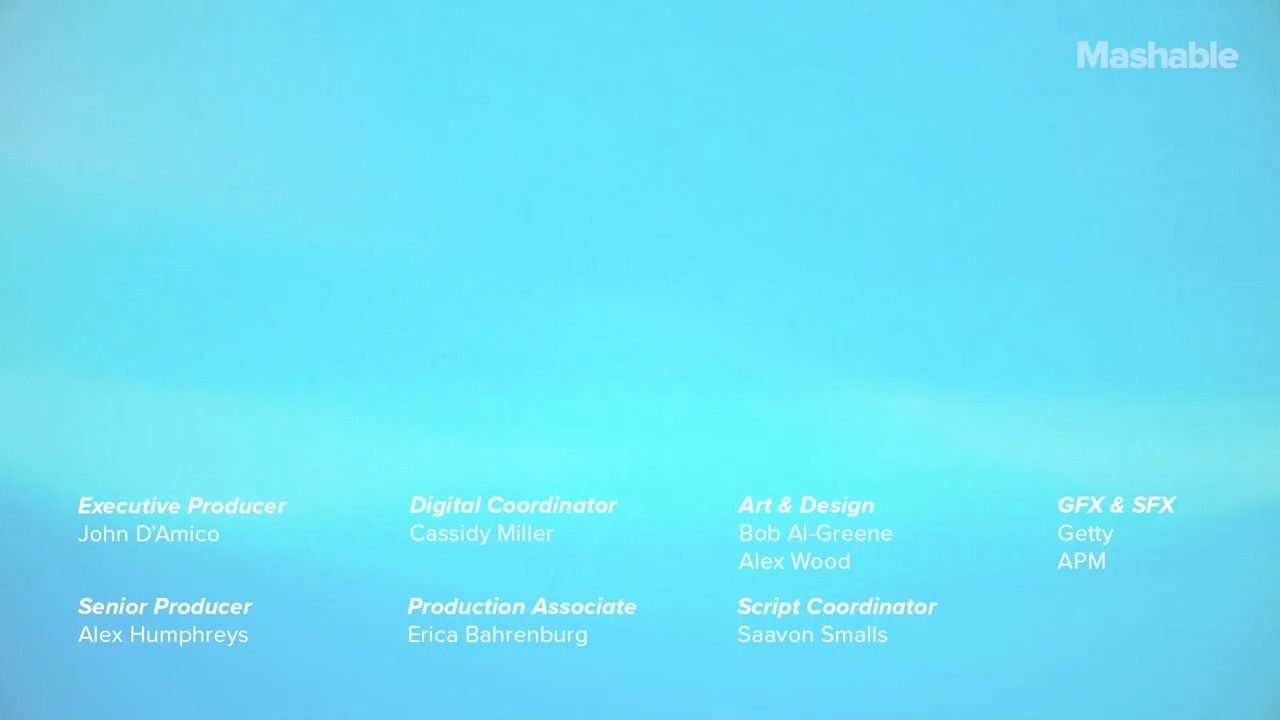 Mashable
Executive Producer
John D’Amico
Digital Coordinator
Cassidy Miller
Art & Design
Bob Al-Greene
Alex Wood
GFX & SFX
Getty
APM
Senior Producer
Alex Humphreys
Production Associate
Erica Bahrenburg
Script Coordinator
Saavon Smalls